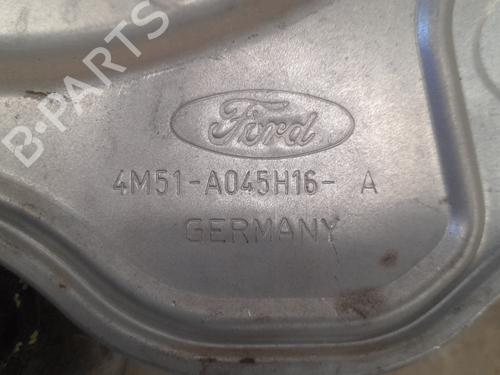 B-PARTS
Ford
4M51-A045H16- A
GERMANY